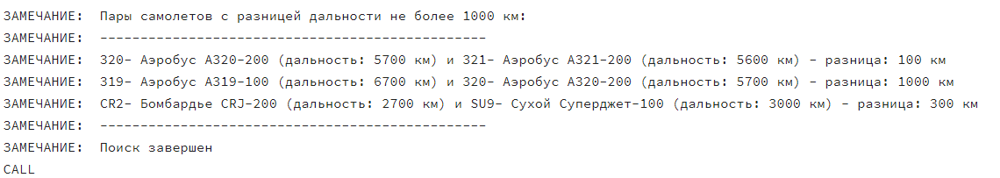 ЗАМЕЧАНИЕ:  Пары самолетов с разницей дальности не более 1000 км:
ЗАМЕЧАНИЕ:  ------------------------------------------------
ЗАМЕЧАНИЕ:  320- Аэробус A320-200 (дальность: 5700 км) и 321- Аэробус A321-200 (дальность: 5600 км) - разница: 100 км
ЗАМЕЧАНИЕ:  319- Аэробус A319-100 (дальность: 6700 км) и 320- Аэробус A320-200 (дальность: 5700 км) - разница: 1000 км
ЗАМЕЧАНИЕ:  CR2- Бомбардье CRJ-200 (дальность: 2700 км) и SU9- Сухой Суперджет-100 (дальность: 3000 км) - разница: 300 км
ЗАМЕЧАНИЕ:  ------------------------------------------------
ЗАМЕЧАНИЕ:  Поиск завершен
CALL